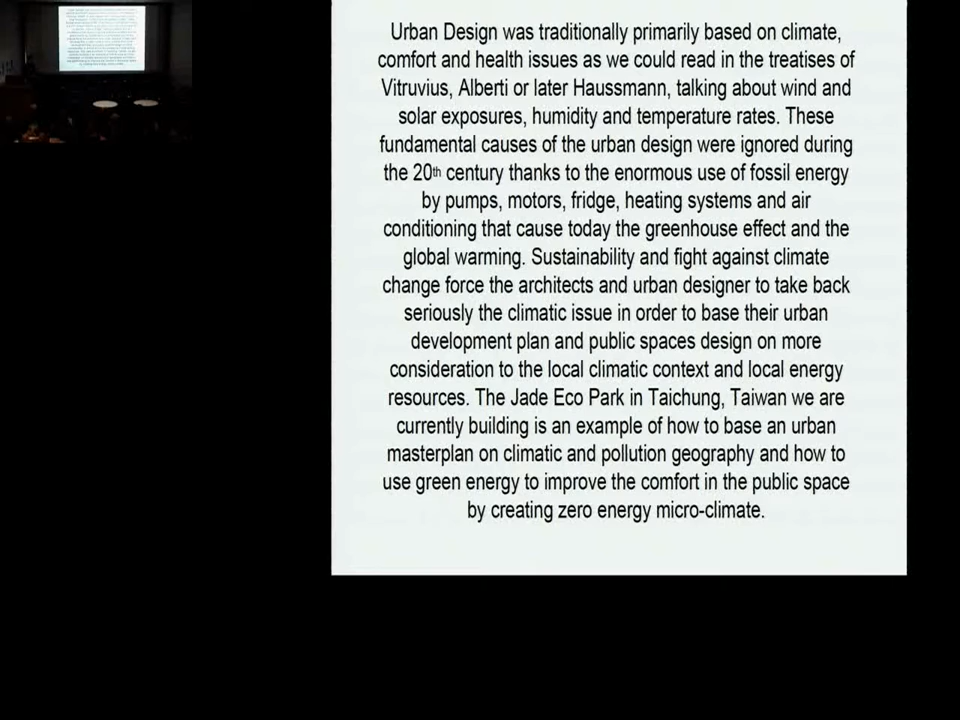 Urban Design was traditionally primarily based on climate,
comfort and health issues as we could read in the treatises of
Vitruvius, Alberti or later Haussmann, talking about wind and
solar exposures, humidity and temperature rates. These
fundamental causes of the urban design were ignored during
the 20th century thanks to the enormous use of fossil energy
by pumps, motors, fridge, heating systems and air
conditioning that cause today the greenhouse effect and the
global warming. Sustainability and fight against climate
change force the architects and urban designer to take back
seriously the climatic issue in order to base their urban
development plan and public spaces design on more
consideration to the local climatic context and local energy
resources. The Jade Eco Park in Taichung, Taiwan we are
currently building is an example of how to base an urban
masterplan on climatic and pollution geography and how to
use green energy to improve the comfort in the public space
by creating zero energy micro-climate.